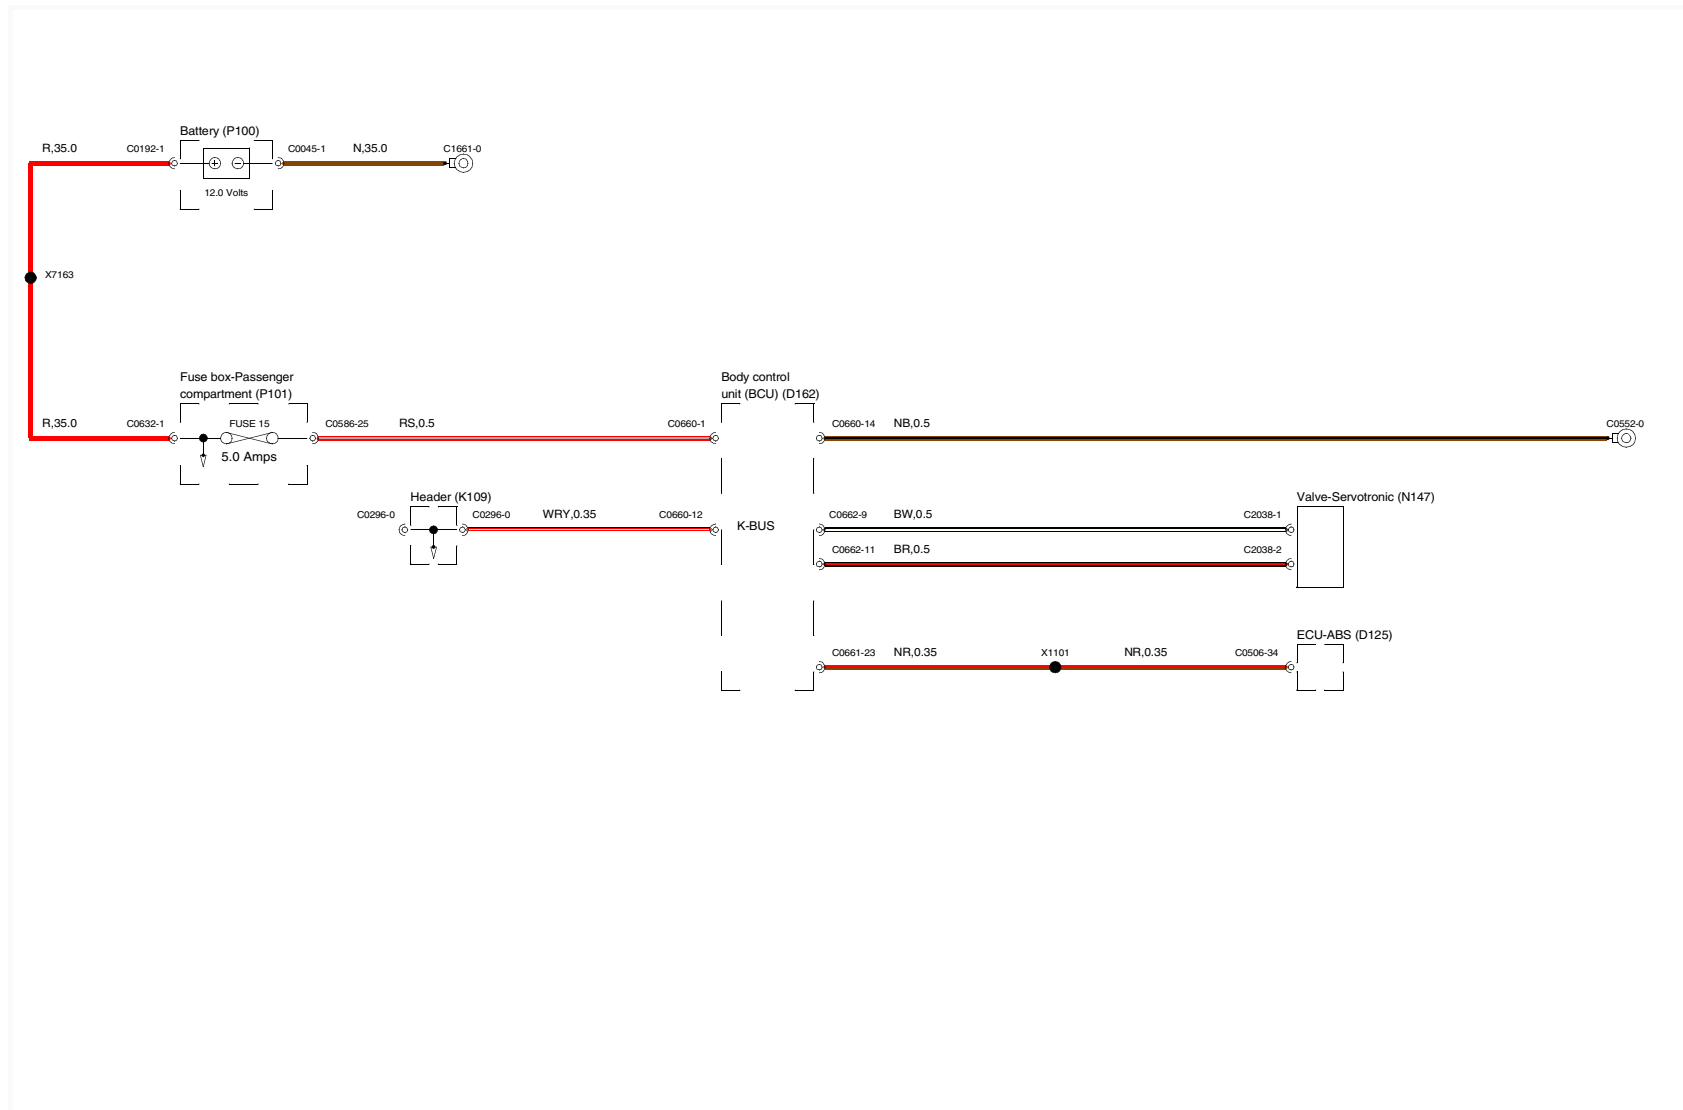 Battery (P100)
R,35.0
C0192-1
C0045-1
N,35.0
C1661-0
12.0 Volts
X7163
Fuse box-Passenger
compartment (P101)
Body control
unit (BCU) (D162)
R,35.0
C0632-1
FUSE 15
C0586-25
RS,0.5
C0660-1
C0660-14
NB,0.5
C0552-0
5.0 Amps
Header (K109)
Valve-Servotronic (N147)
C0296-0
C0296-0
WRY,0.35
C0660-12
K-BUS
C0662-9
BW,0.5
C2038-1
C0662-11
BR,0.5
C2038-2
ECU-ABS (D125)
C0661-23
NR,0.35
X1101
NR,0.35
C0506-34